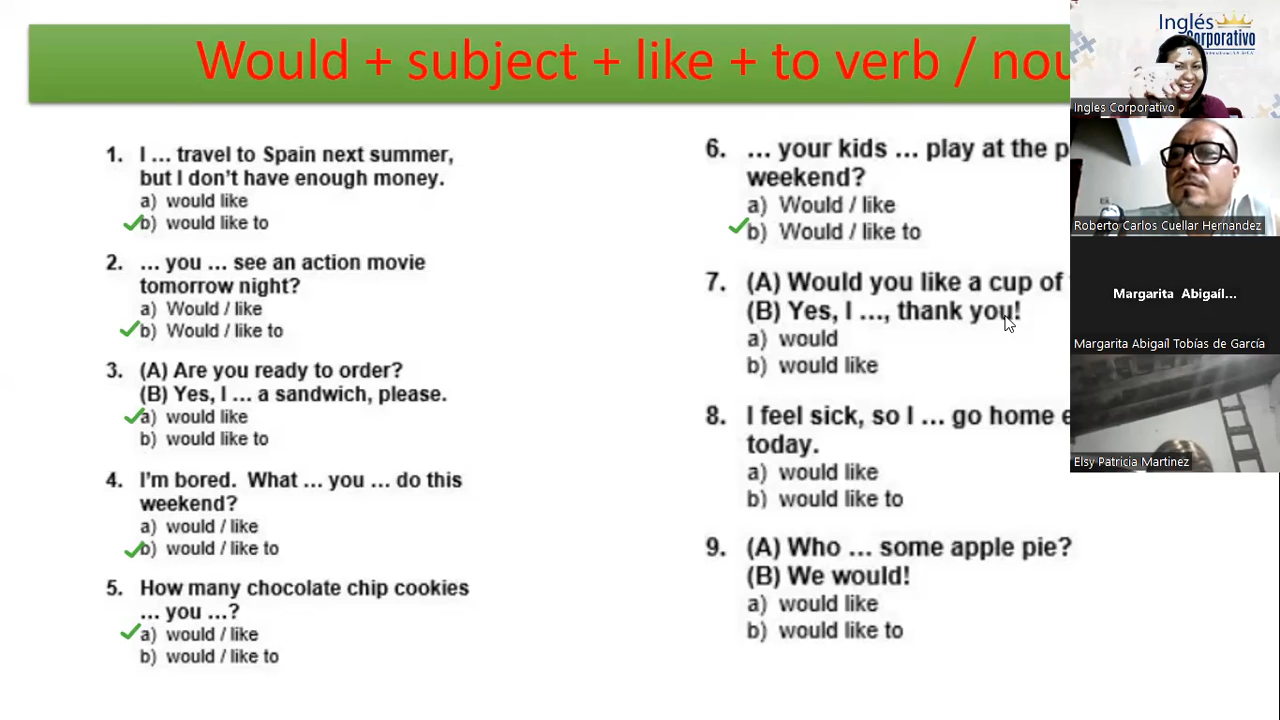 Would + subject + like + to verb / nou
1. I ... travel to Spain next summer,
but I don't have enough money.
a) would like
b) would like to
2. ... you ... see an action movie
tomorrow night?
a) Would / like
b) Would / like to
3. (A) Are you ready to order?
(B) Yes, I ... a sandwich, please.
a) would like
b) would like to
4. I'm bored. What ... you ... do this
weekend?
a) would / like
b) would / like to
5. How many chocolate chip cookies
... you ...?
a) would / like
b) would / like to
6. ... your kids ... play at the p
weekend?
a) Would / like
b) Would / like to
7. (A) Would you like a cup of
(B) Yes, I ..., thank you!
a) would
b) would like
8. I feel sick, so I ... go home e
today.
a) would like
b) would like to
9. (A) Who ... some apple pie?
(B) We would!
a) would like
b) would like to
Inglés
Corporativo
Ingles Corporativo
Roberto Carlos Cuellar Hernandez
Margarita Abigaíl...
Margarita Abigaíl Tobías de García
Elsy Patricia Martinez